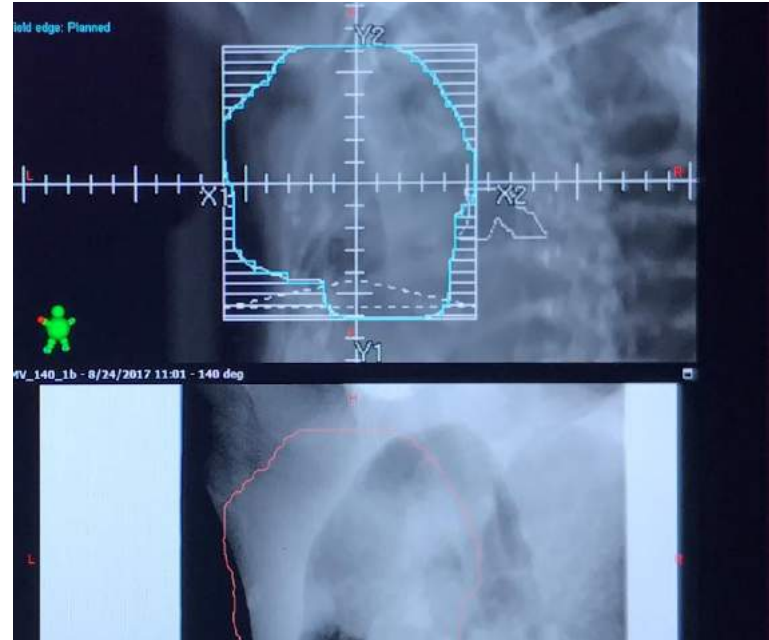 ield edge: Planned
Y2
L
R
X1
X2
Y1
MV_140_1b - 8/24/2017 11:01 - 140 deg
H
L
R